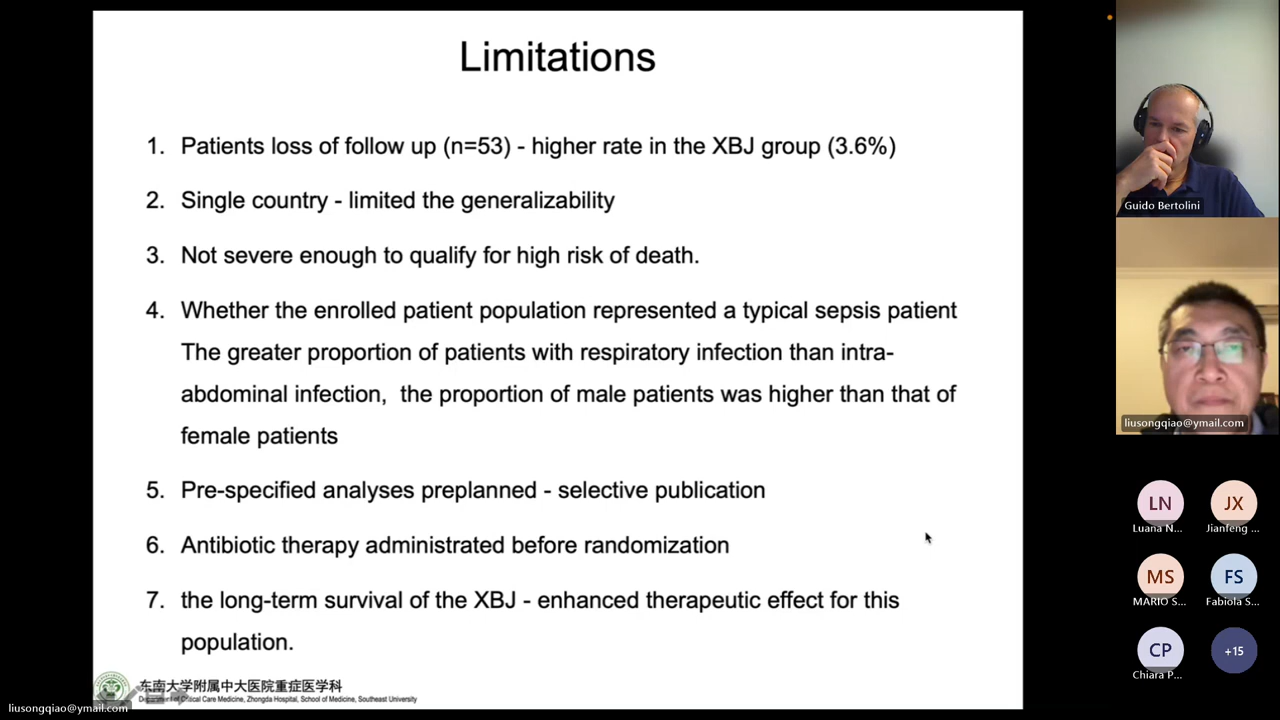 Limitations
1. Patients loss of follow up (n=53) - higher rate in the XBJ group (3.6%)
2. Single country - limited the generalizability
3. Not severe enough to qualify for high risk of death.
4. Whether the enrolled patient population represented a typical sepsis patient
The greater proportion of patients with respiratory infection than intra-
abdominal infection, the proportion of male patients was higher than that of
female patients
5. Pre-specified analyses preplanned - selective publication
6. Antibiotic therapy administrated before randomization
7. the long-term survival of the XBJ - enhanced therapeutic effect for this
population.
东南大学附属中大医院重症医学科
Department of Critical Care Medicine, Zhongda Hospital, School of Medicine, Southeast University
liusongqiao@ymail.com
Guido Bertolini
liusongqiao@ymail.com
LN
JX
Luana N...
Jianfeng ...
MS
FS
MARIO S...
Fabiola S...
CP
+15
Chiara P...